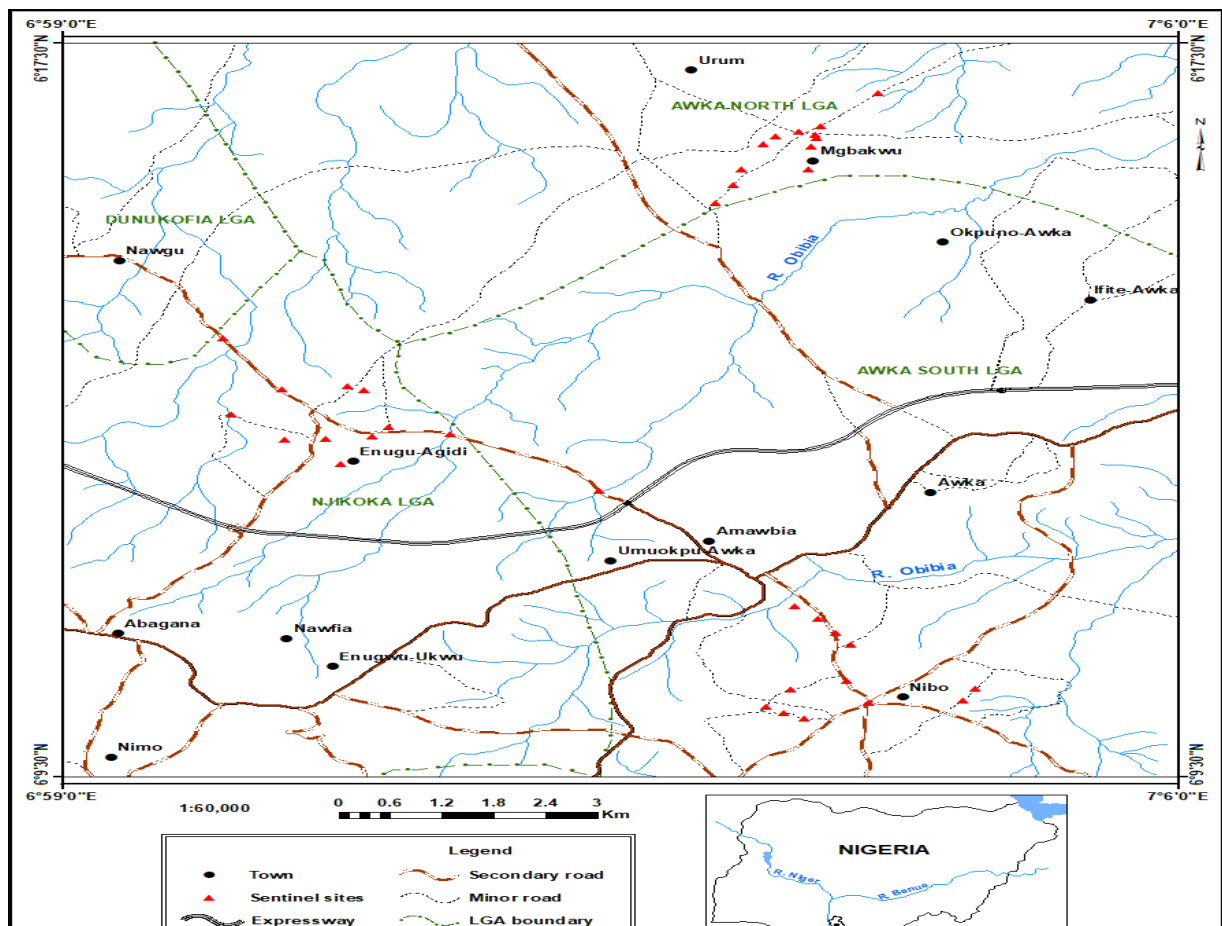 6°59'0"E
7°6'0"E
6°17'30"N
6°17'30"N
Urum
AWKA-NORTH LGA
N
Mgbakwu
DUNUKOFIA LGA
Nawgu
Okpuno-Awka
R. Obibia
Ifite-Awka
AWKA SOUTH LGA
Enugu-Agidi
NJIKOKA LGA
Awka
Amawbia
Umuokpu-Awka
R. Obibia
Abagana
Nawfia
Enugwu-Ukwu
Nibo
Nimo
6°9'30"N
6°9'30"N
6°59'0"E
7°6'0"E
1:60,000
0 0.6 1.2 1.8 2.4 3
Km
Legend
Town
Secondary road
Sentinel sites
Minor road
Expressway
LGA boundary
NIGERIA
R. Niger
R. Benue